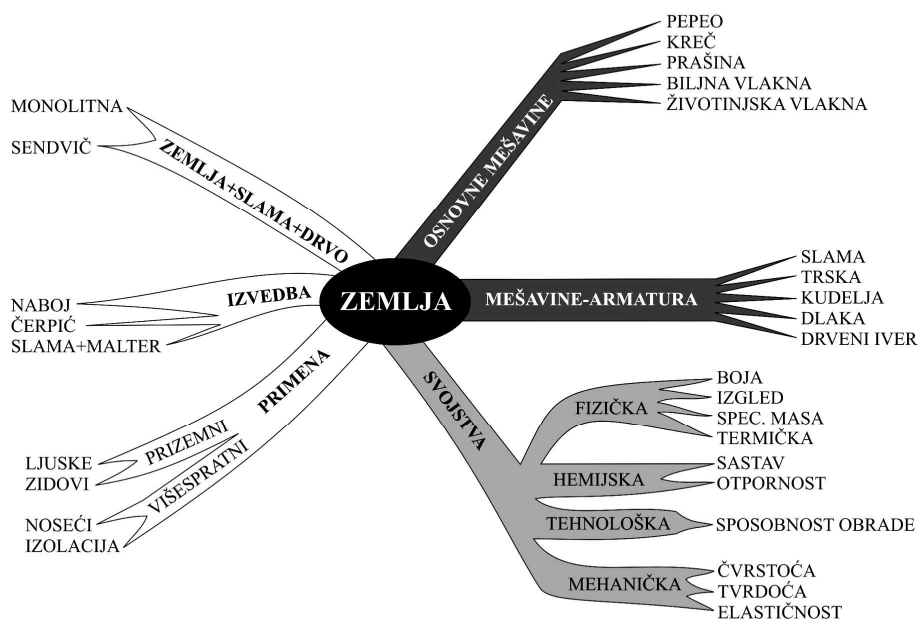 ZEMLJA
OSNOVNE MEŠAVINE
PEPEO
KREČ
PRAŠINA
BILJNA VLAKNA
ŽIVOTINJSKA VLAKNA
MEŠAVINE-ARMATURA
SLAMA
TRSKA
KUDELJA
DLAKA
DRVENI IVER
SVOJSTVA
FIZIČKA
BOJA
IZGLED
SPEC. MASA
TERMIČKA
HEMIJSKA
SASTAV
OTPORNOST
TEHNOLOŠKA
SPOSOBNOST OBRADE
MEHANIČKA
ČVRSTOĆA
TVRDOĆA
ELASTIČNOST
ZEMLJA+SLAMA+DRVO
MONOLITNA
SENDVIČ
IZVEDBA
NABOJ
ČERPIĆ
SLAMA+MALTER
PRIMENA
PRIZEMNI
LJUSKE
ZIDOVI
VIŠESPRATNI
NOSEĆI
IZOLACIJA